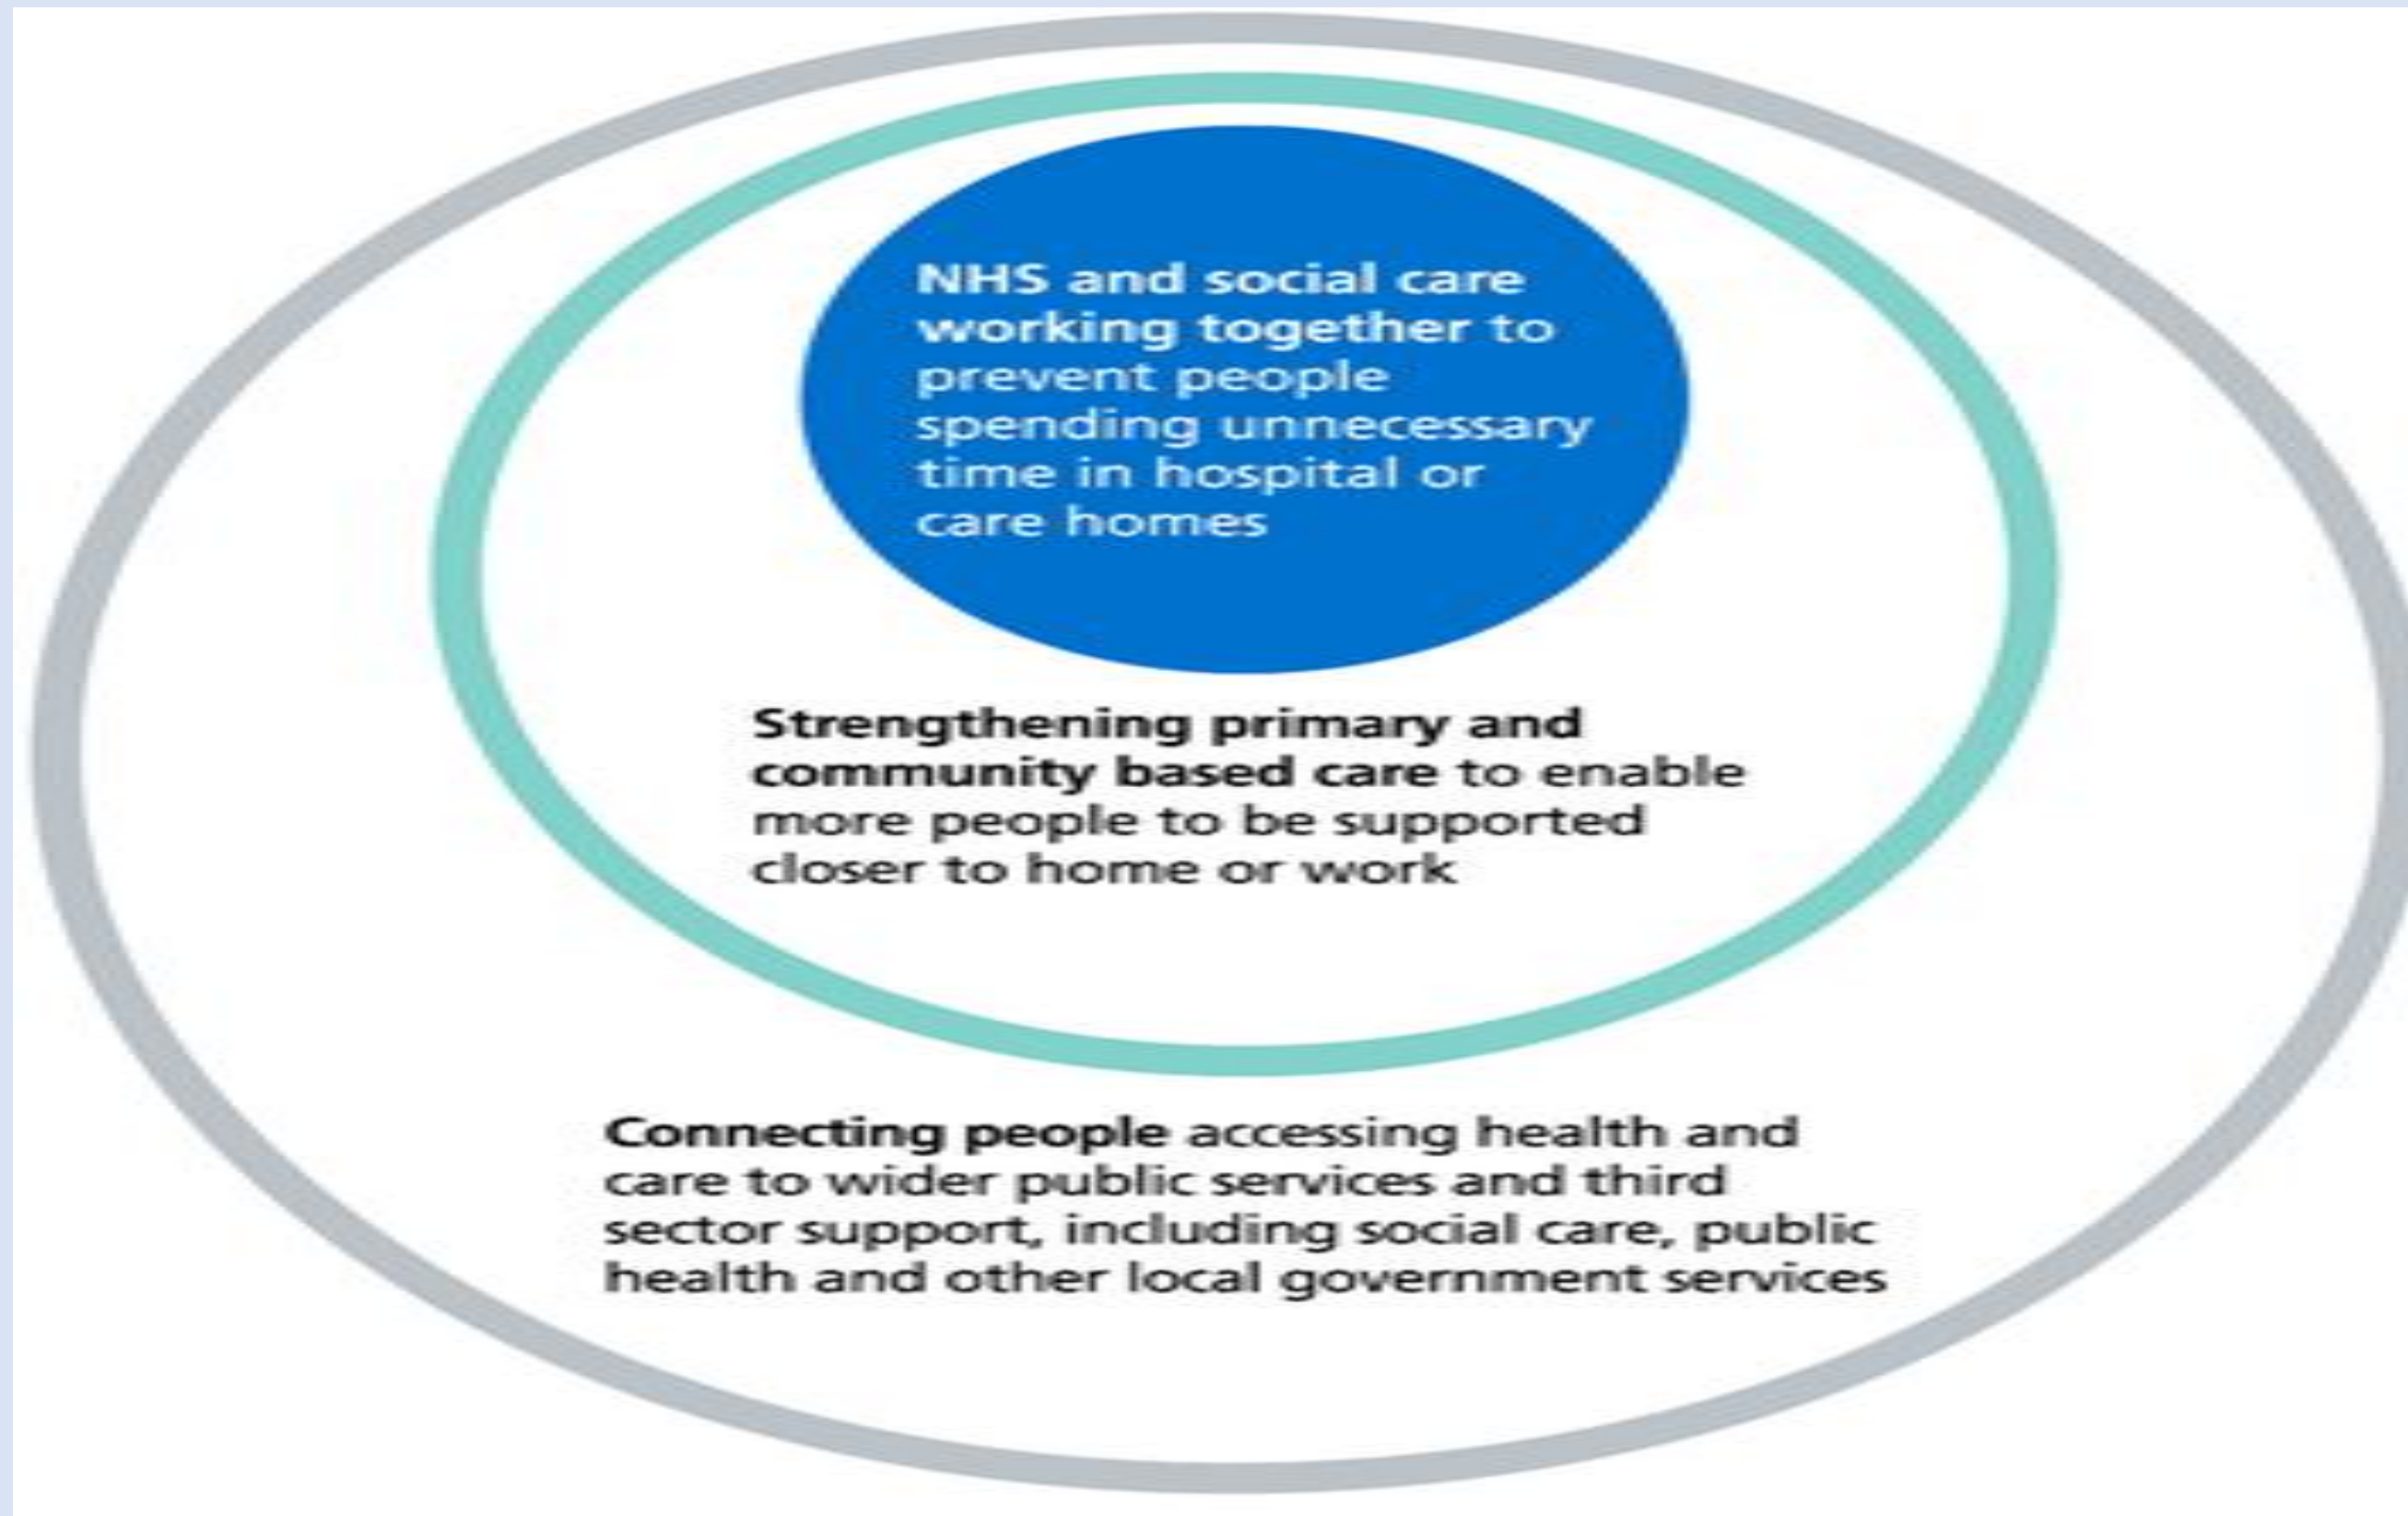 NHS and social care
working together to
prevent people
spending unnecessary
time in hospital or
care homes
Strengthening primary and
community based care to enable
more people to be supported
closer to home or work
Connecting people accessing health and
care to wider public services and third
sector support, including social care, public
health and other local government services